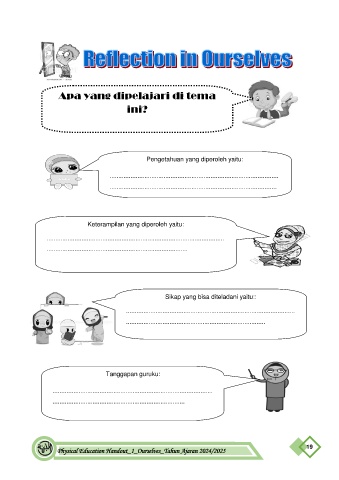 Reflection in Ourselves
Apa yang dipelajari di tema
ini?
Pengetahuan yang diperoleh yaitu:
Keterampilan yang diperoleh yaitu:
Sikap yang bisa diteladani yaitu:
Tanggapan guruku:
Physical Education Handout_1_Ourselves_Tahun Ajaran 2024/2025
19